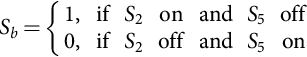 S_b = { 1, if S_2 on and S_5 off
0, if S_2 off and S_5 on